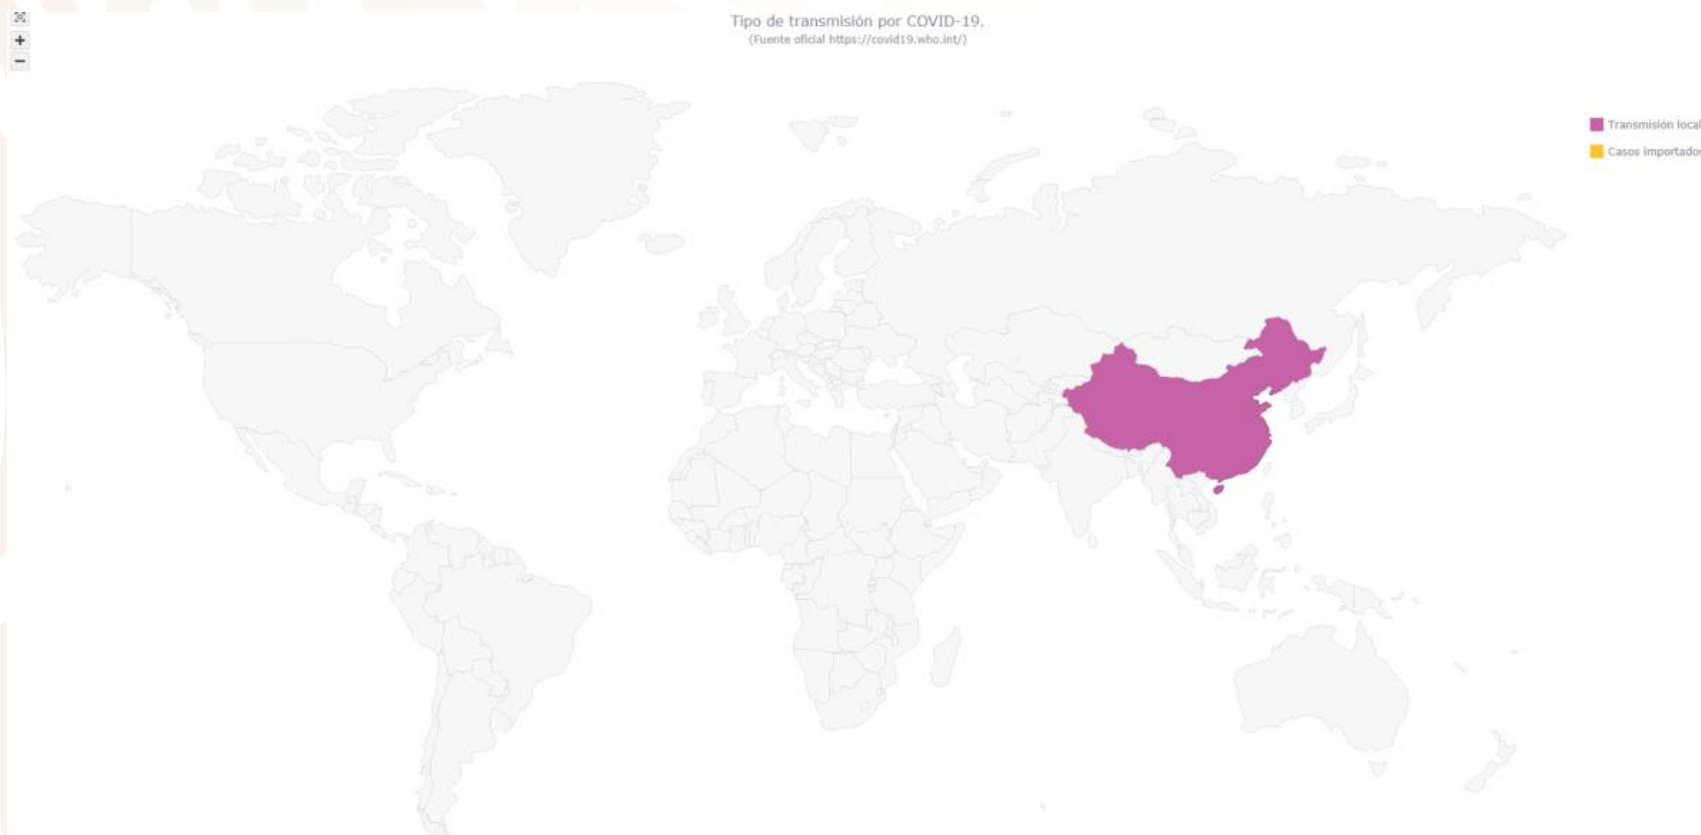 Tipo de transmisión por COVID-19.
(Fuente oficial https://covid19.who.int/)
+
−
Transmisión local
Casos importados